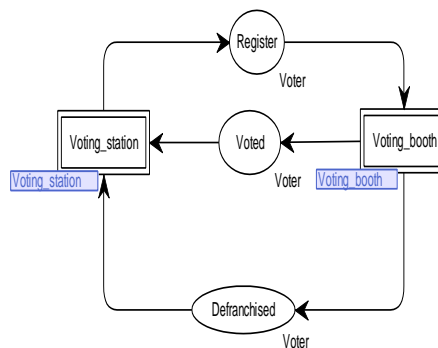 Register
Voter
Voting_station
Voted
Voting_booth
Voting_station
Voter
Voting_booth
Defranchised
Voter